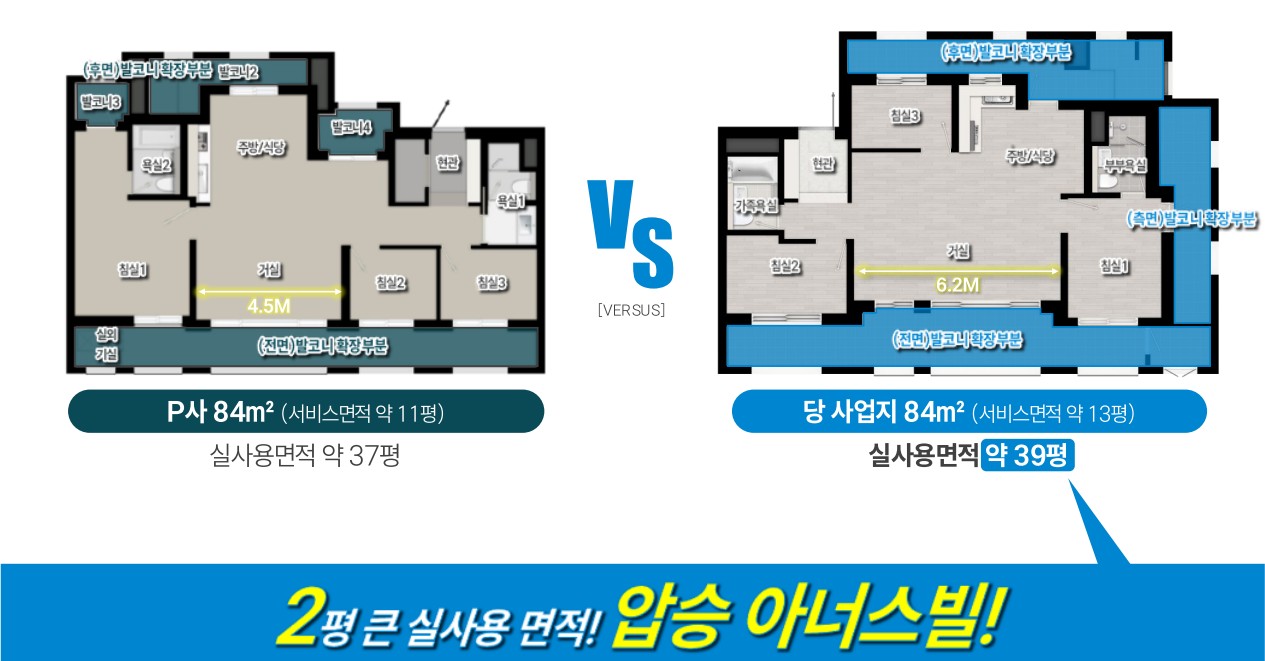 (후면)발코니 확장부분
발코니2
발코니3
발코니4
욕실2
주방/식당
현관
욕실1
침실1
거실
침실2
침실3
4.5M
실외
기실
(전면)발코니 확장부분
P사 84m² (서비스면적 약 11평)
실사용면적 약 37평
VS
[VERSUS]
(후면)발코니 확장부분
침실3
현관
주방/식당
부부욕실
가족욕실
(측면)발코니 확장부분
침실2
거실
침실1
6.2M
(전면)발코니 확장부분
당 사업지 84m² (서비스면적 약 13평)
실사용면적 약 39평
2평 큰 실사용 면적! 압승 아너스빌!